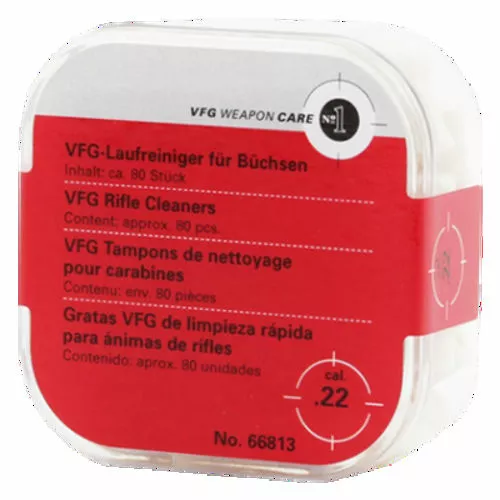 VFG WEAPON CARE
No 1
VFG-Laufreiniger für Büchsen
Inhalt: ca. 80 Stück
VFG Rifle Cleaners
Content: approx. 80 pcs.
VFG Tampons de nettoyage
pour carabines
Contenu: env. 80 pièces
Gratas VFG de limpieza rápida
para ánimas de rifles
Contenido: aprox. 80 unidades
cal.
.22
No. 66813
.22